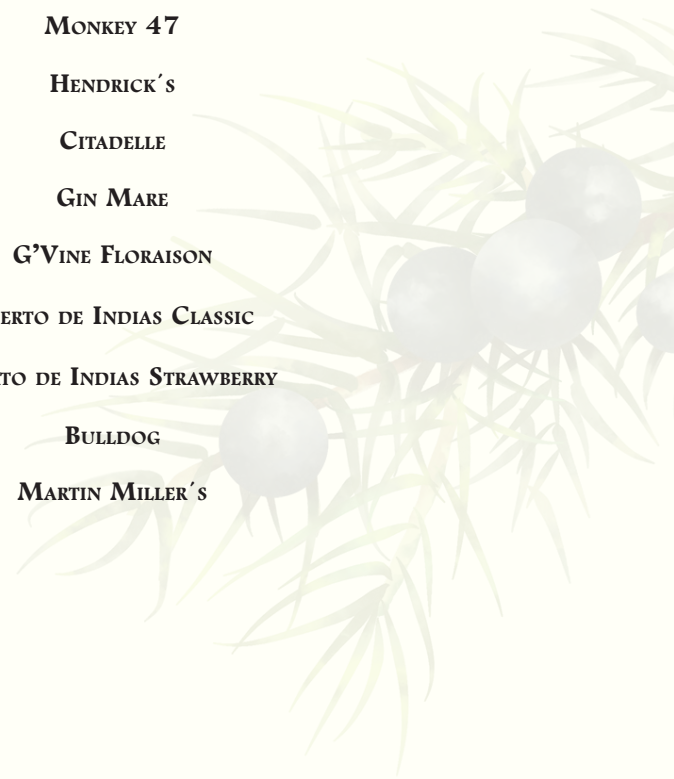 Monkey 47
Hendrick´s
Citadelle
Gin Mare
G’Vine Floraison
erto de Indias Classic
to de Indias Strawberry
Bulldog
Martin Miller´s